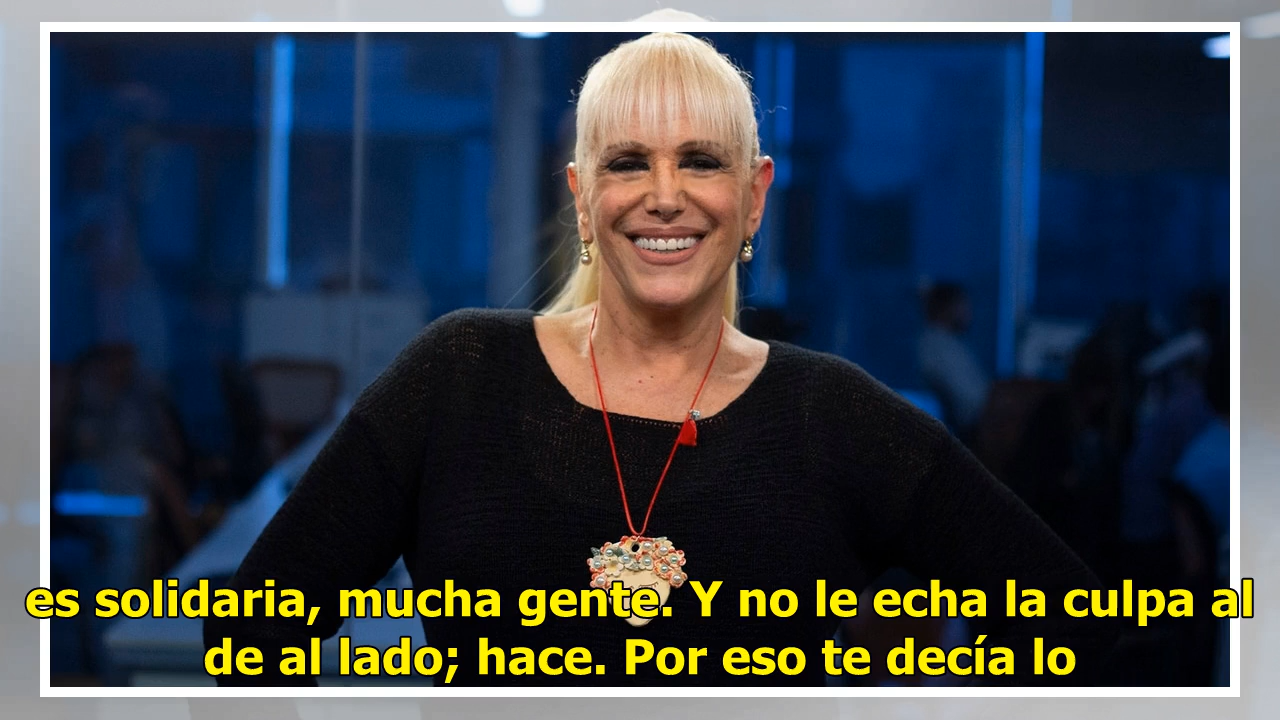 es solidaria, mucha gente. Y no le echa la culpa al
de al lado; hace. Por eso te decía lo